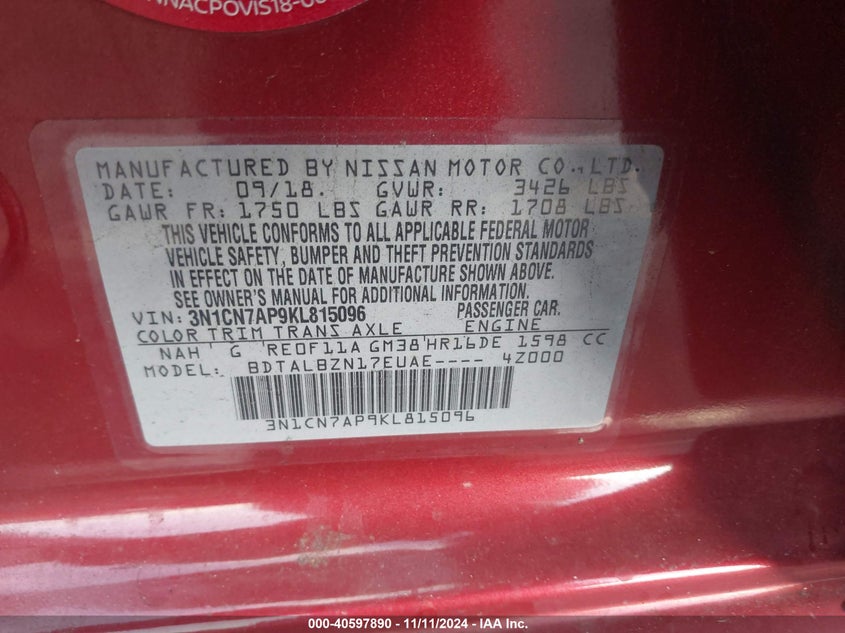 NNACPOVIS18-00
MANUFACTURED BY NISSAN MOTOR CO., LTD.
DATE: 09/18. GVWR: 3426 LBS
GAWR FR: 1750 LBS GAWR RR: 1708 LBS
THIS VEHICLE CONFORMS TO ALL APPLICABLE FEDERAL MOTOR
VEHICLE SAFETY, BUMPER AND THEFT PREVENTION STANDARDS
IN EFFECT ON THE DATE OF MANUFACTURE SHOWN ABOVE.
SEE OWNER'S MANUAL FOR ADDITIONAL INFORMATION.
VIN: 3N1CN7AP9KL815096 PASSENGER CAR.
COLOR TRIM TRANS AXLE ENGINE
NAH G RE0F11A GM38 HR16DE 1598 CC
MODEL: BDTALBZN17EUAE---- 4Z000
3N1CN7AP9KL815096
000-40597890 - 11/11/2024 - IAA Inc.